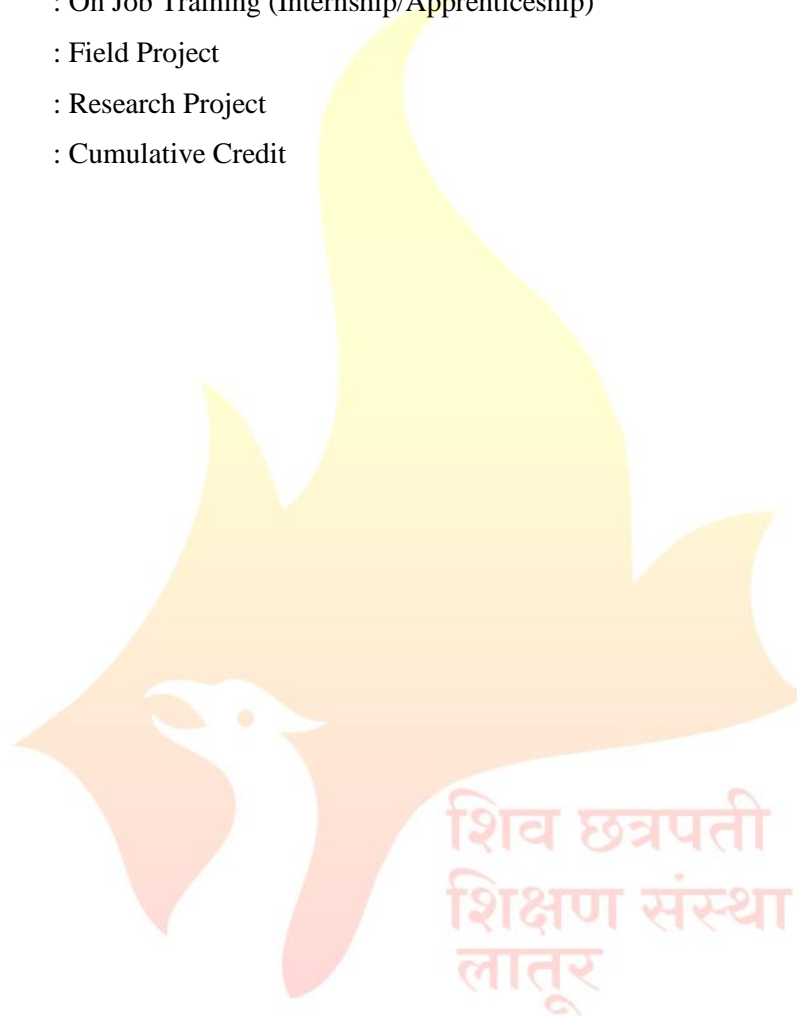 : On Job Training (Internship/Apprenticeship)
: Field Project
: Research Project
: Cumulative Credit
शिव छत्रपती
शिक्षण संस्था
लातूर